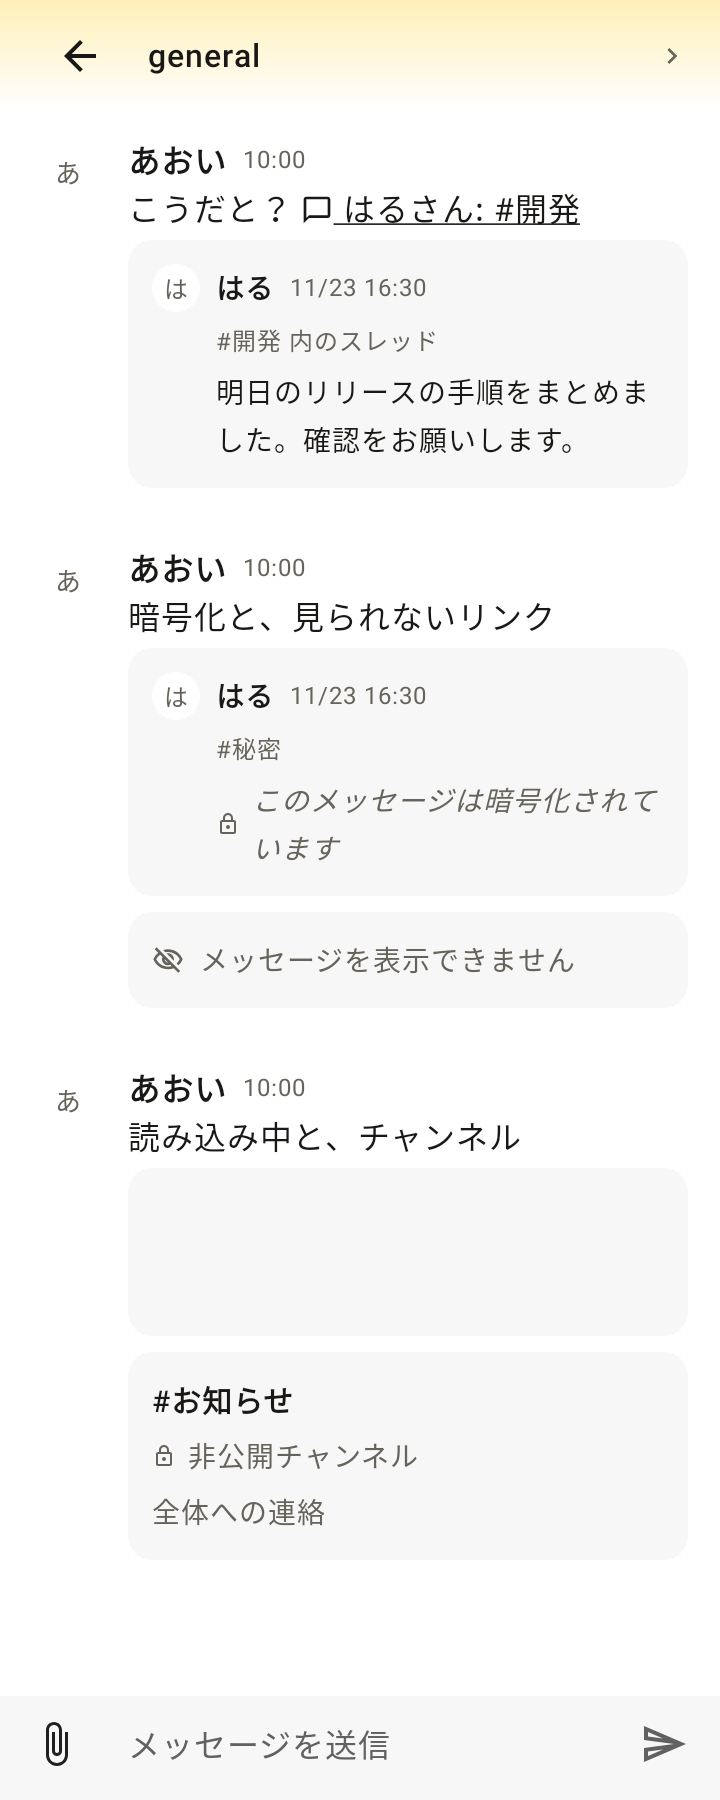 general
あ
あおい 10:00
こうだと？ はるさん: #開発
は はる 11/23 16:30
#開発 内のスレッド
明日のリリースの手順をまとめま
した。確認をお願いします。
あ
あおい 10:00
暗号化と、見られないリンク
は はる 11/23 16:30
#秘密
このメッセージは暗号化されて
います
メッセージを表示できません
あ
あおい 10:00
読み込み中と、チャンネル
#お知らせ
非公開チャンネル
全体への連絡
メッセージを送信